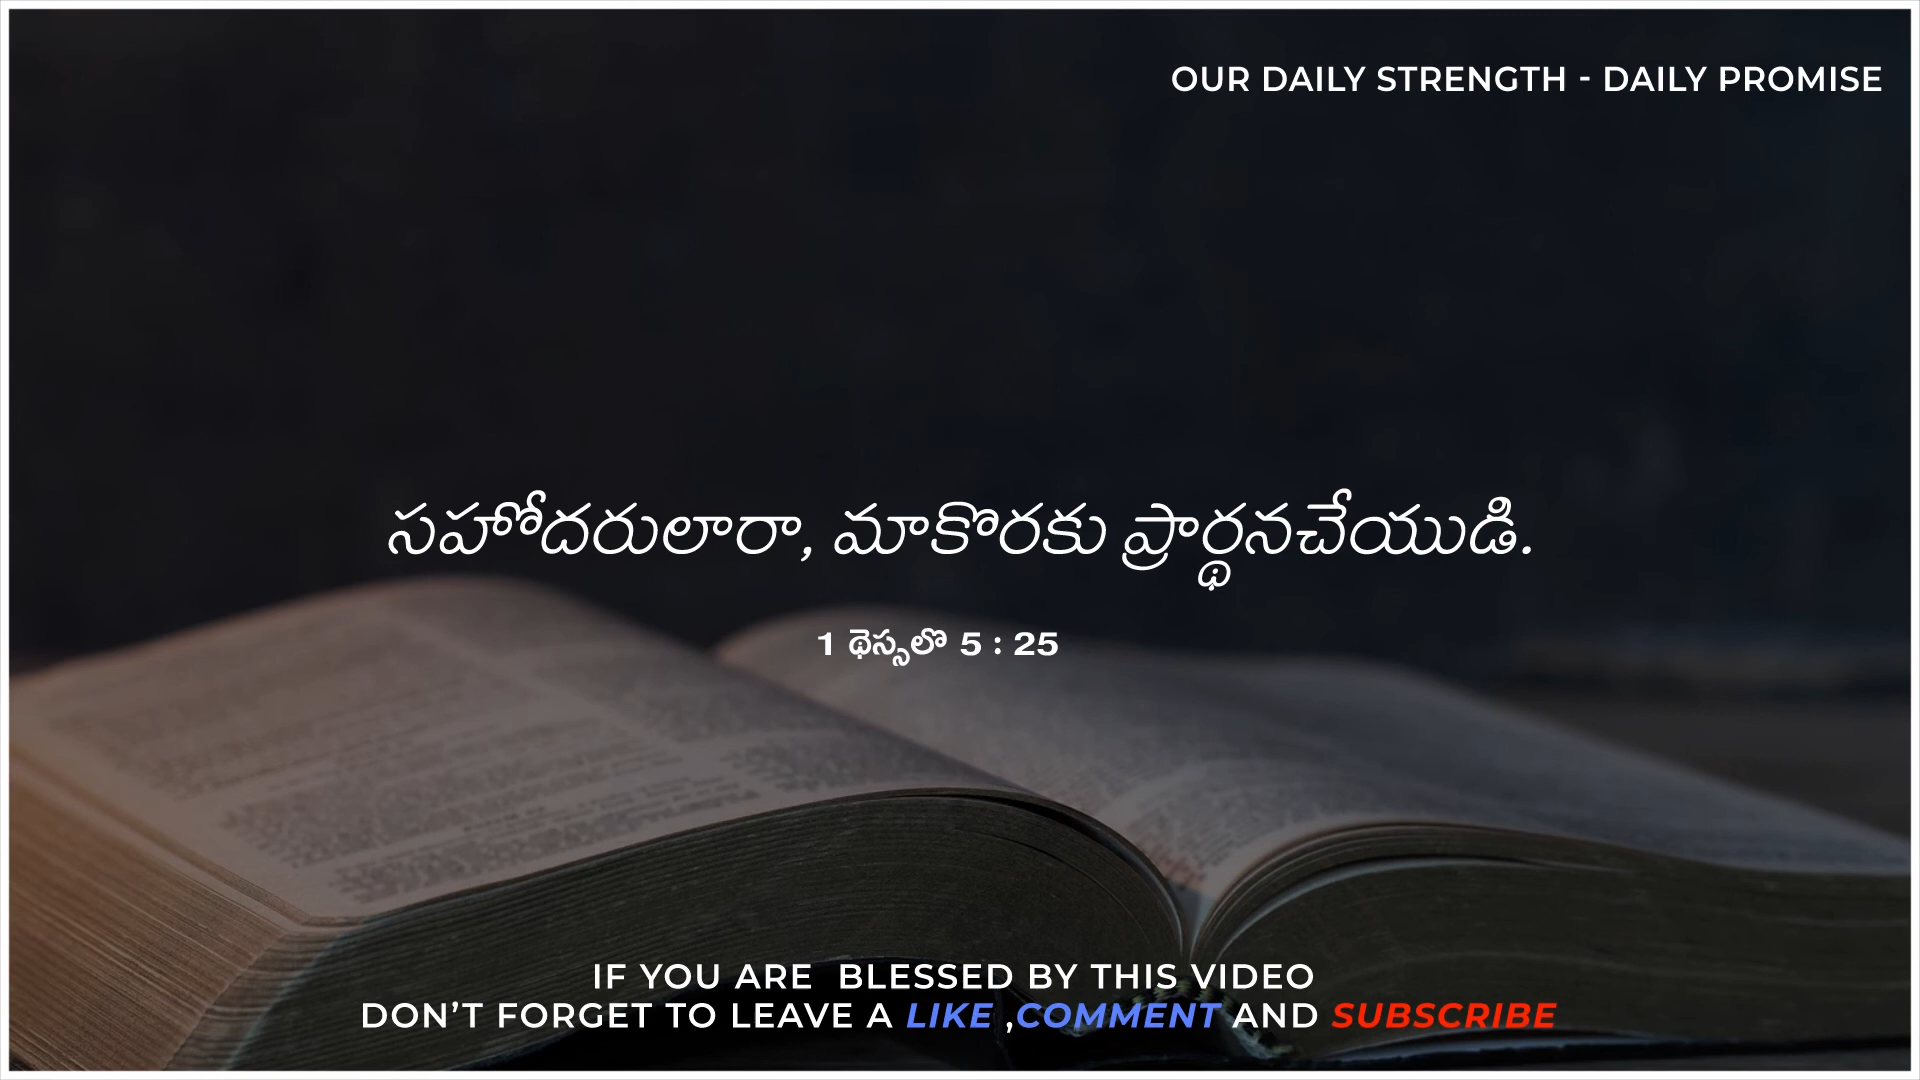 OUR DAILY STRENGTH - DAILY PROMISE
సహోదరులారా, మాకొరకు ప్రార్థనచేయుడి.
1 థెస్సలొ 5 : 25
IF YOU ARE BLESSED BY THIS VIDEO
DON’T FORGET TO LEAVE A LIKE ,COMMENT AND SUBSCRIBE